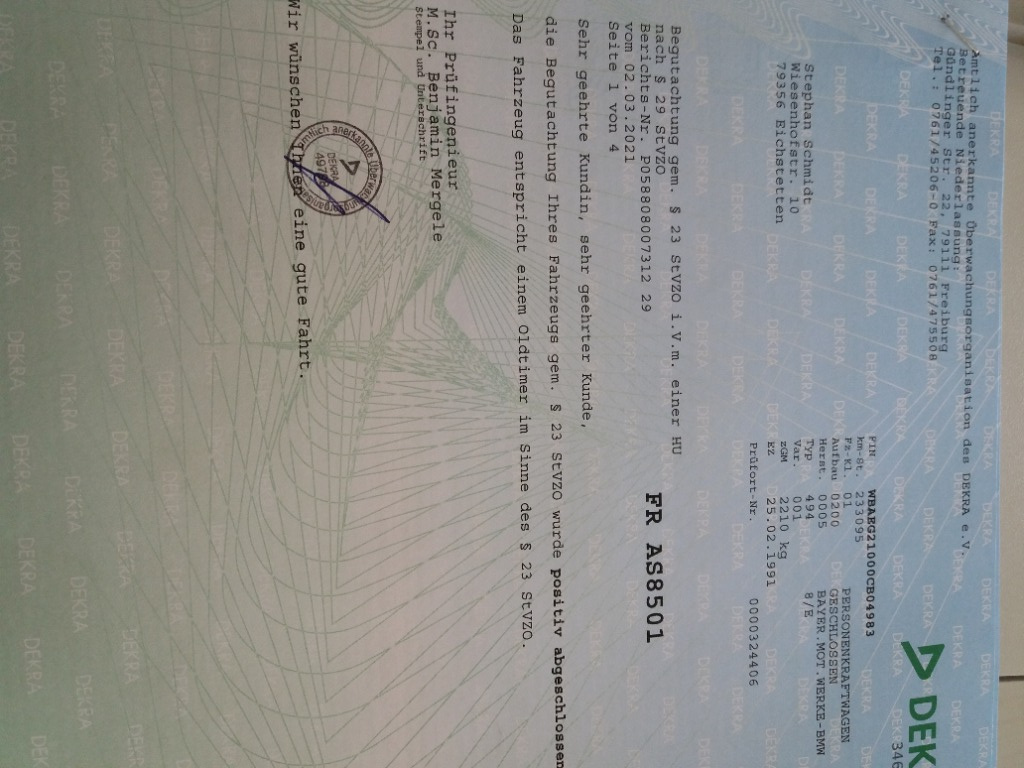 Amtlich anerkannte Überwachungsorganisation des DEKRA e.V.
Betreuende Niederlassung:
Gündlinger Str. 22, 79111 Freiburg
Tel.: 0761/45206-0 Fax: 0761/475508
DEK
346
Stephan Schmidt
Wiesenhofstr. 10
79356 Eichstetten
FIN WBAEG21000CB04983
km-St. 233095
Fz-Kl. 01 PERSONENKRAFTWAGEN
Aufbau 0200 GESCHLOSSEN
Herst. 0005 BAYER.MOT.WERKE-BMW
Typ 494 8/E
Var. 001
zGM 2210 kg
EZ 25.02.1991
Prüfort-Nr. 0000324406
Begutachtung gem. § 23 StVZO i.V.m. einer HU
nach § 29 StVZO
Berichts-Nr. P058808007312 29
vom 02.03.2021
Seite 1 von 4
FR AS8501
Sehr geehrte Kundin, sehr geehrter Kunde,
die Begutachtung Ihres Fahrzeugs gem. § 23 StVZO wurde positiv abgeschlossen
Das Fahrzeug entspricht einem Oldtimer im Sinne des § 23 StVZO.
Ihr Prüfingenieur
M.Sc. Benjamin Mergele
Stempel und Unterschrift
DEKRA
Wir wünschen Ihnen eine gute Fahrt.